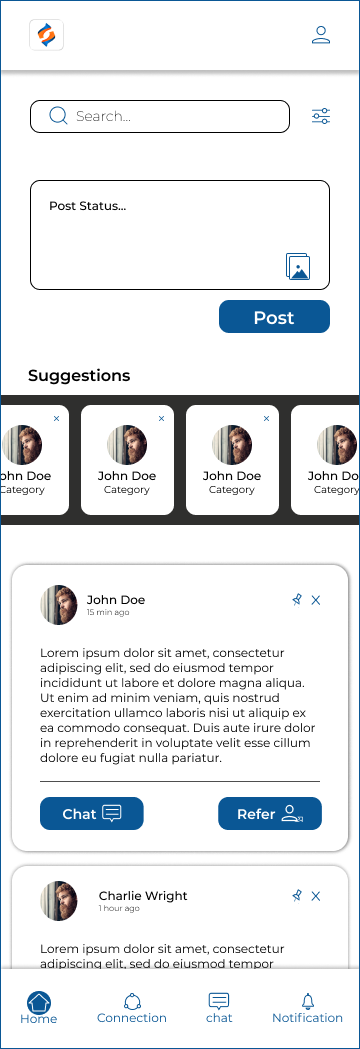 Search...
Post Status...
Post
Suggestions
ohn Doe
John Doe
John Doe
John Do
Category
Category
Category
Category
John Doe
15 min ago
Lorem ipsum dolor sit amet, consectetur
adipiscing elit, sed do eiusmod tempor
incididunt ut labore et dolore magna aliqua.
Ut enim ad minim veniam, quis nostrud
exercitation ullamco laboris nisi ut aliquip ex
ea commodo consequat. Duis aute irure dolor
in reprehenderit in voluptate velit esse cillum
dolore eu fugiat nulla pariatur.
Chat
Refer
Charlie Wright
1 hour ago
Lorem ipsum dolor sit amet, consectetur
adipiscing elit, sed do eiusmod tempor
Home
Connection
chat
Notification